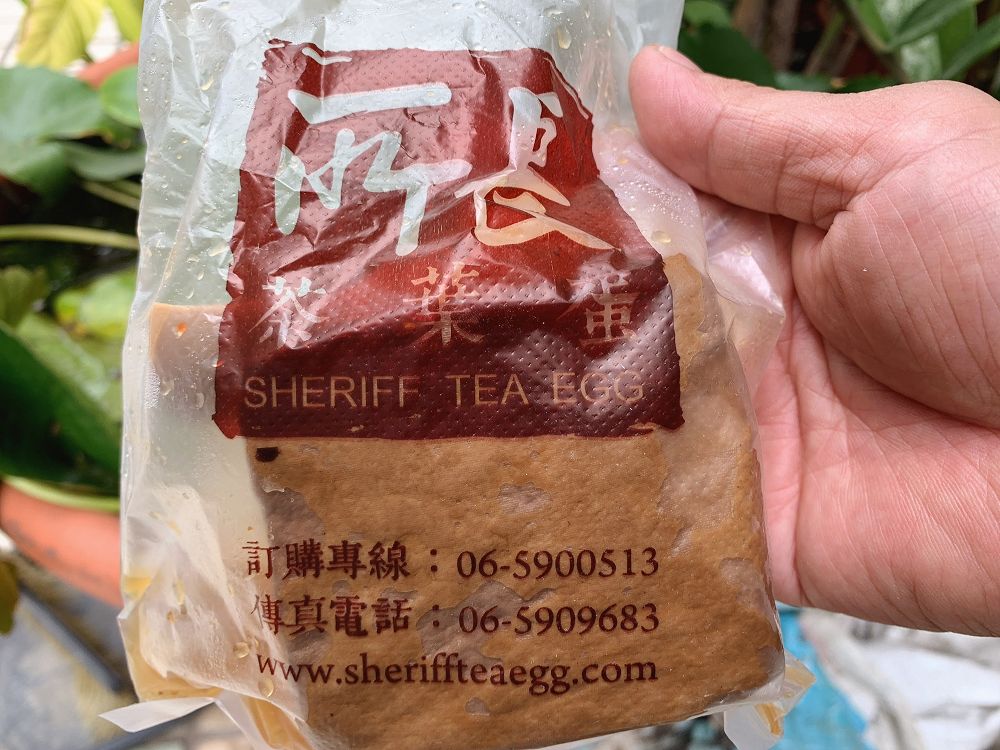 所長
茶葉蛋
SHERIFF TEA EGG
訂購專線：06-5900513
傳真電話：06-5909683
www.sheriffteaegg.com